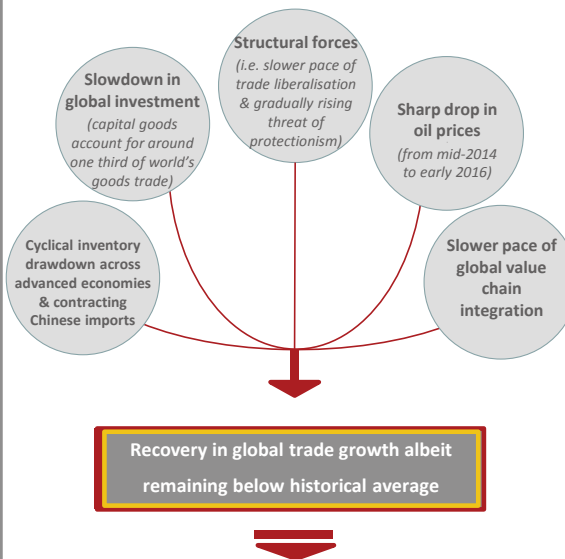 Structural forces
(i.e. slower pace of
trade liberalisation
& gradually rising
threat of
protectionism)
Slowdown in
global investment
(capital goods
account for around
one third of world’s
goods trade)
Sharp drop in
oil prices
(from mid-2014
to early 2016)
Cyclical inventory
drawdown across
advanced economies
& contracting
Chinese imports
Slower pace of
global value
chain
integration
Recovery in global trade growth albeit
remaining below historical average